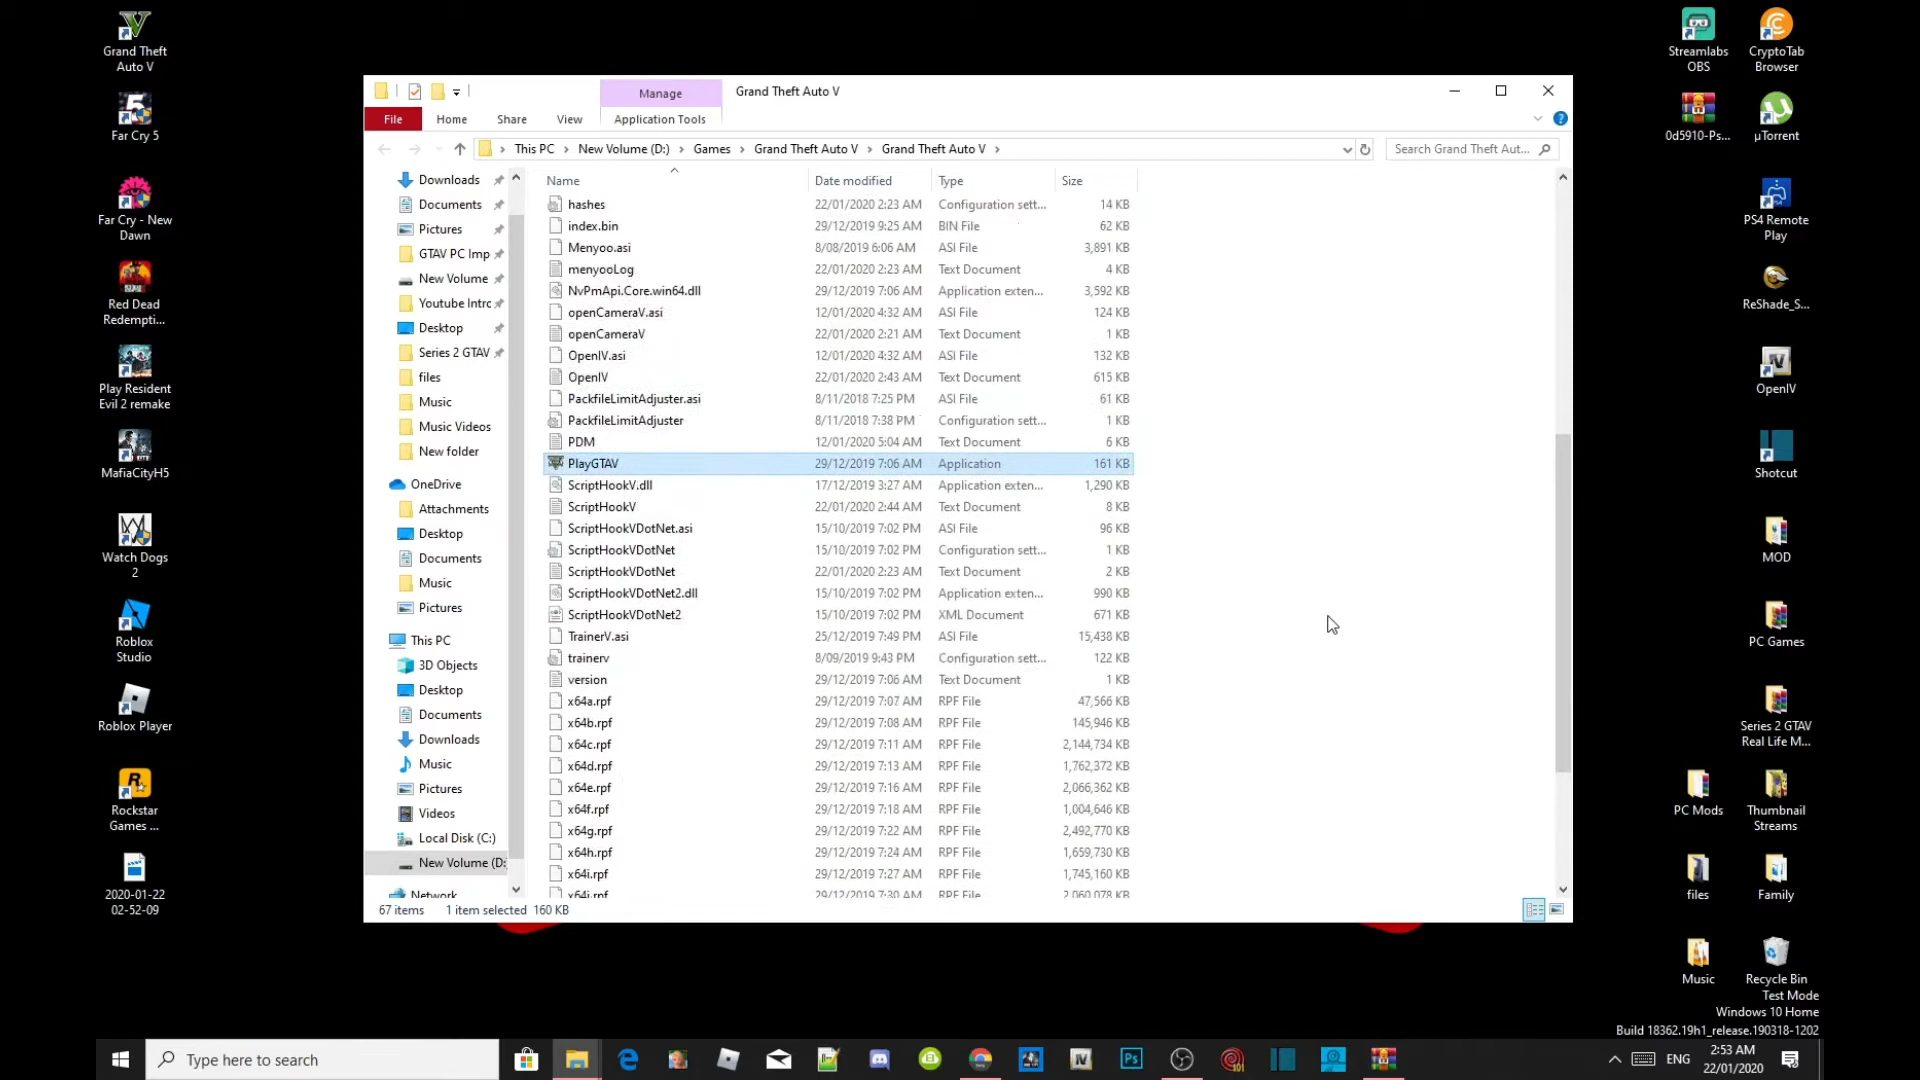 Grand Theft
Auto V
Far Cry 5
Far Cry - New
Dawn
Red Dead
Redempti...
Play Resident
Evil 2 remake
MafiaCityH5
Watch Dogs
2
Roblox
Studio
Roblox Player
Rockstar
Games ...
2020-01-22
02-52-09
Manage
Grand Theft Auto V
File
Home
Share
View
Application Tools
This PC > New Volume (D:) > Games > Grand Theft Auto V > Grand Theft Auto V >
Search Grand Theft Aut...
Downloads
Documents
Pictures
GTAV PC Imp
New Volume
Youtube Intro
Desktop
Series 2 GTAV
files
Music
Music Videos
New folder
OneDrive
Attachments
Desktop
Documents
Music
Pictures
This PC
3D Objects
Desktop
Documents
Downloads
Music
Pictures
Videos
Local Disk (C:)
New Volume (D:
Network
Name Date modified Type Size
hashes 22/01/2020 2:23 AM Configuration sett... 14 KB
index.bin 29/12/2019 9:25 AM BIN File 62 KB
Menyoo.asi 8/08/2019 6:06 AM ASI File 3,891 KB
menyooLog 22/01/2020 2:23 AM Text Document 4 KB
NvPmApi.Core.win64.dll 29/12/2019 7:06 AM Application exten... 3,592 KB
openCameraV.asi 12/01/2020 4:32 AM ASI File 124 KB
openCameraV 22/01/2020 2:21 AM Text Document 1 KB
OpenIV.asi 12/01/2020 4:32 AM ASI File 132 KB
OpenIV 22/01/2020 2:43 AM Text Document 615 KB
PackfileLimitAdjuster.asi 8/11/2018 7:25 PM ASI File 61 KB
PackfileLimitAdjuster 8/11/2018 7:38 PM Configuration sett... 1 KB
PDM 12/01/2020 5:04 AM Text Document 6 KB
PlayGTAV 29/12/2019 7:06 AM Application 161 KB
ScriptHookV.dll 17/12/2019 3:27 AM Application exten... 1,290 KB
ScriptHookV 22/01/2020 2:44 AM Text Document 8 KB
ScriptHookVDotNet.asi 15/10/2019 7:02 PM ASI File 96 KB
ScriptHookVDotNet 15/10/2019 7:02 PM Configuration sett... 1 KB
ScriptHookVDotNet 22/01/2020 2:23 AM Text Document 2 KB
ScriptHookVDotNet2.dll 15/10/2019 7:02 PM Application exten... 990 KB
ScriptHookVDotNet2 15/10/2019 7:02 PM XML Document 671 KB
TrainerV.asi 25/12/2019 7:49 PM ASI File 15,438 KB
trainerv 8/09/2019 9:43 PM Configuration sett... 122 KB
version 29/12/2019 7:06 AM Text Document 1 KB
x64a.rpf 29/12/2019 7:07 AM RPF File 47,566 KB
x64b.rpf 29/12/2019 7:08 AM RPF File 145,946 KB
x64c.rpf 29/12/2019 7:11 AM RPF File 2,144,734 KB
x64d.rpf 29/12/2019 7:13 AM RPF File 1,762,372 KB
x64e.rpf 29/12/2019 7:16 AM RPF File 2,066,362 KB
x64f.rpf 29/12/2019 7:18 AM RPF File 1,004,646 KB
x64g.rpf 29/12/2019 7:22 AM RPF File 2,492,770 KB
x64h.rpf 29/12/2019 7:24 AM RPF File 1,659,730 KB
x64i.rpf 29/12/2019 7:27 AM RPF File 1,745,160 KB
x64j.rpf 29/12/2019 7:30 AM RPF File 2,060,078 KB
67 items 1 item selected 160 KB
Streamlabs
OBS
CryptoTab
Browser
0d5910-Ps...
µTorrent
PS4 Remote
Play
ReShade_S...
OpenIV
Shotcut
MOD
PC Games
Series 2 GTAV
Real Life M...
PC Mods
Thumbnail
Streams
files
Family
Music
Recycle Bin
Test Mode
Windows 10 Home
Build 18362.19h1_release.190318-1202
Type here to search
Ps
ENG
2:53 AM
22/01/2020